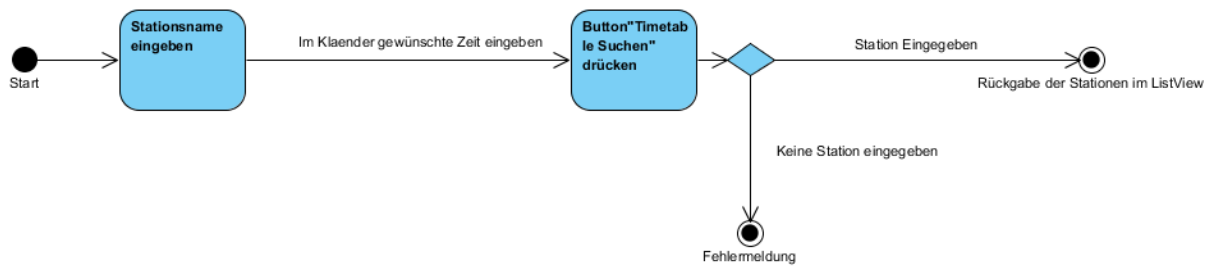 Stationsname
eingeben
Im Klaender gewünschte Zeit eingeben
Button"Timetab
le Suchen"
drücken
Station Eingegeben
Start
Rückgabe der Stationen im ListView
Keine Station eingegeben
Fehlermeldung